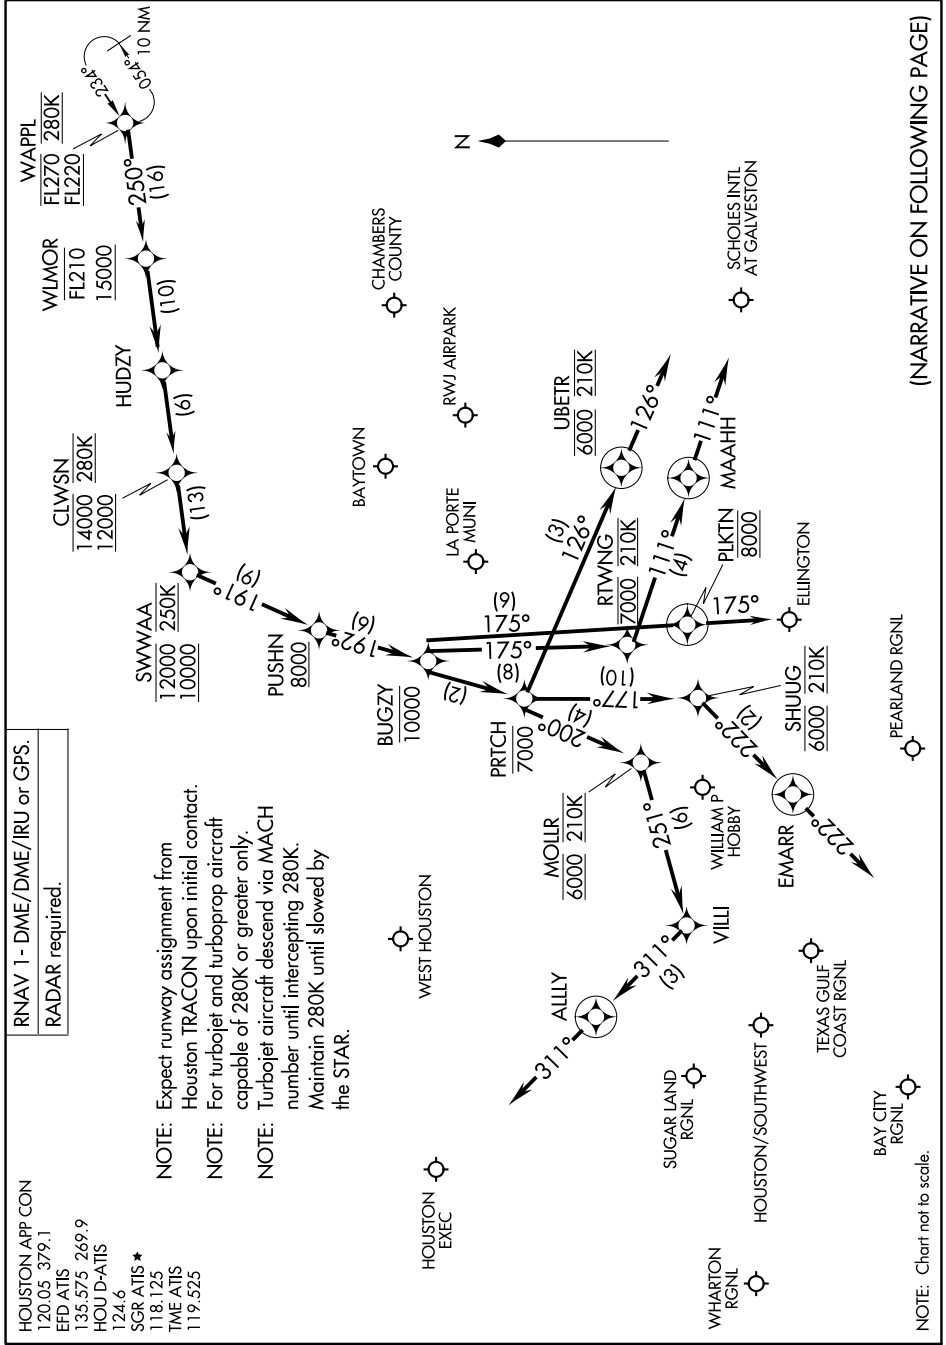 HOUSTON APP CON
120.05 379.1
EFD ATIS
135.575 269.9
HOU D-ATIS
124.6
SGR ATIS ★
118.125
TME ATIS
119.525
RNAV 1 - DME/DME/IRU or GPS.
RADAR required.
NOTE: Expect runway assignment from
Houston TRACON upon initial contact.
NOTE: For turbojet and turboprop aircraft
capable of 280K or greater only.
NOTE: Turbojet aircraft descend via MACH
number until intercepting 280K.
Maintain 280K until slowed by
the STAR.
WAPPL
FL270 280K
FL220
234°
054°
10 NM
250°
(16)
WLMOR
FL210
15000
(10)
HUDZY
(6)
CLWSN
14000 280K
12000
(13)
SWWAA
12000 250K
10000
191°
(9)
PUSHN
8000
192°
(6)
BUGZY
10000
(2)
PRTCH
7000
175°
(9)
175°
(8)
126°
(3)
UBETR
6000 210K
126°
RTWNG
7000 210K
111°
(4)
MAAHH
111°
PLKTN
8000
175°
177°
(10)
200°
(4)
SHUUG
6000 210K
222°
(2)
EMARR
222°
MOLLR
6000 210K
251°
(6)
VILLI
311°
(3)
ALLLY
311°
N
CHAMBERS
COUNTY
RWJ AIRPARK
BAYTOWN
LA PORTE
MUNI
SCHOLES INTL
AT GALVESTON
ELLINGTON
PEARLAND RGNL
WILLIAM P
HOBBY
WEST HOUSTON
HOUSTON
EXEC
SUGAR LAND
RGNL
HOUSTON/SOUTHWEST
TEXAS GULF
COAST RGNL
BAY CITY
RGNL
WHARTON
RGNL
NOTE: Chart not to scale.
(NARRATIVE ON FOLLOWING PAGE)